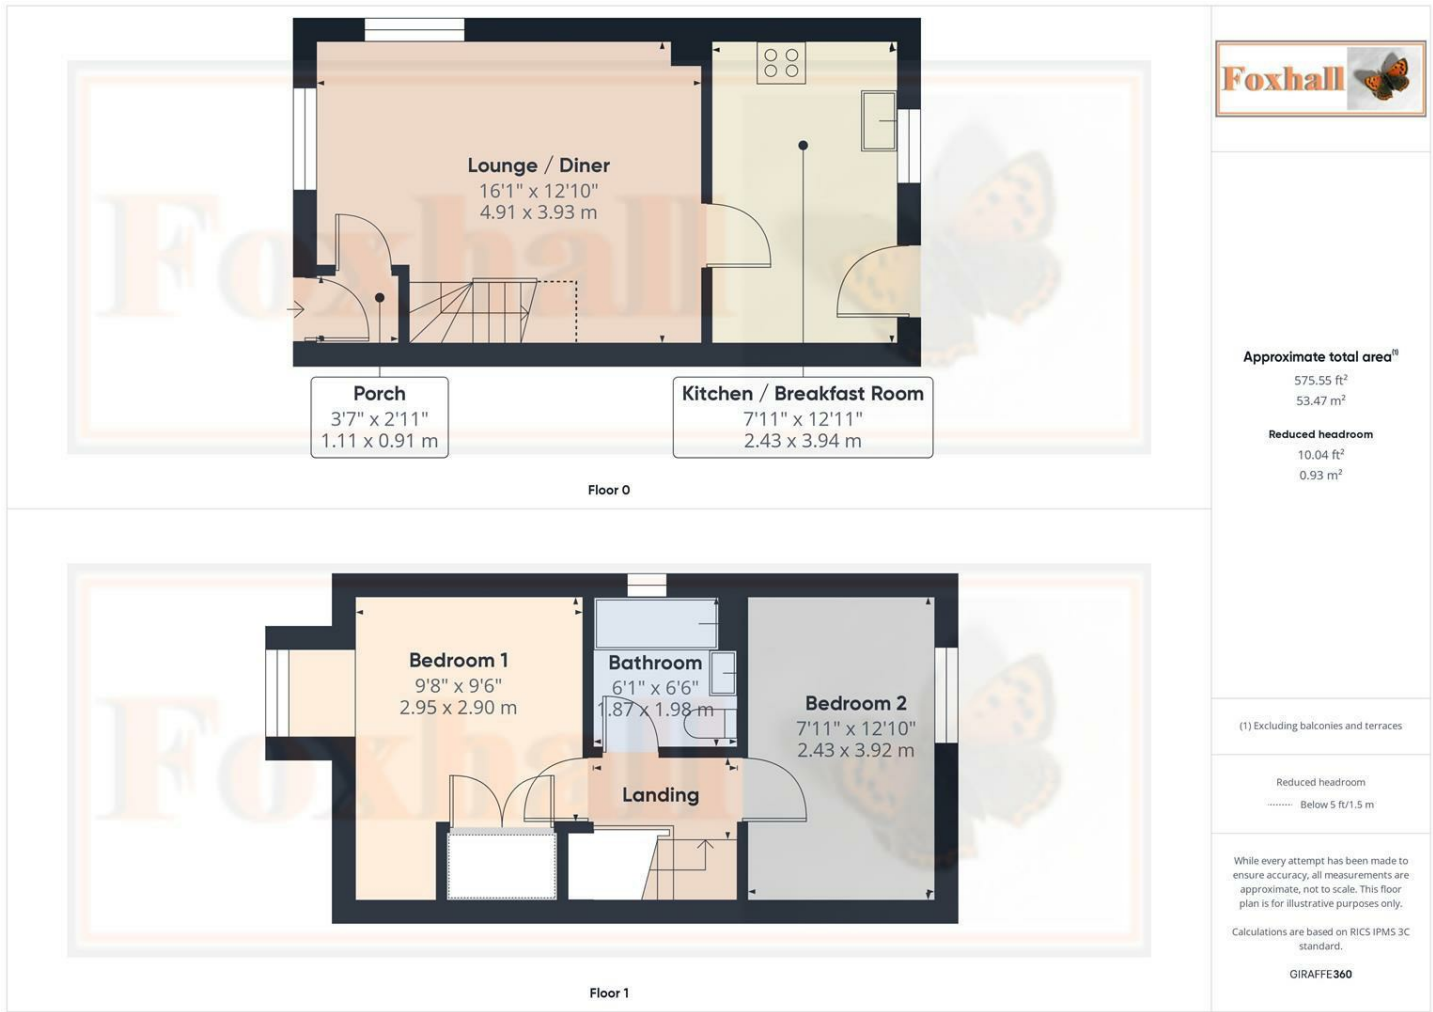 Foxhall
Lounge / Diner
16'1" x 12'10"
4.91 x 3.93 m
Foxhall
Porch
3'7" x 2'11"
1.11 x 0.91 m
Kitchen / Breakfast Room
7'11" x 12'11"
2.43 x 3.94 m
Floor 0
Bedroom 1
9'8" x 9'6"
2.95 x 2.90 m
Bathroom
6'1" x 6'6"
1.87 x 1.98 m
Bedroom 2
7'11" x 12'10"
2.43 x 3.92 m
Foxhall
Landing
Floor 1
Approximate total area(1)
575.55 ft²
53.47 m²
Reduced headroom
10.04 ft²
0.93 m²
(1) Excluding balconies and terraces
Reduced headroom
Below 5 ft/1.5 m
While every attempt has been made to
ensure accuracy, all measurements are
approximate, not to scale. This floor
plan is for illustrative purposes only.
Calculations are based on RICS IPMS 3C
standard.
GIRAFFE360